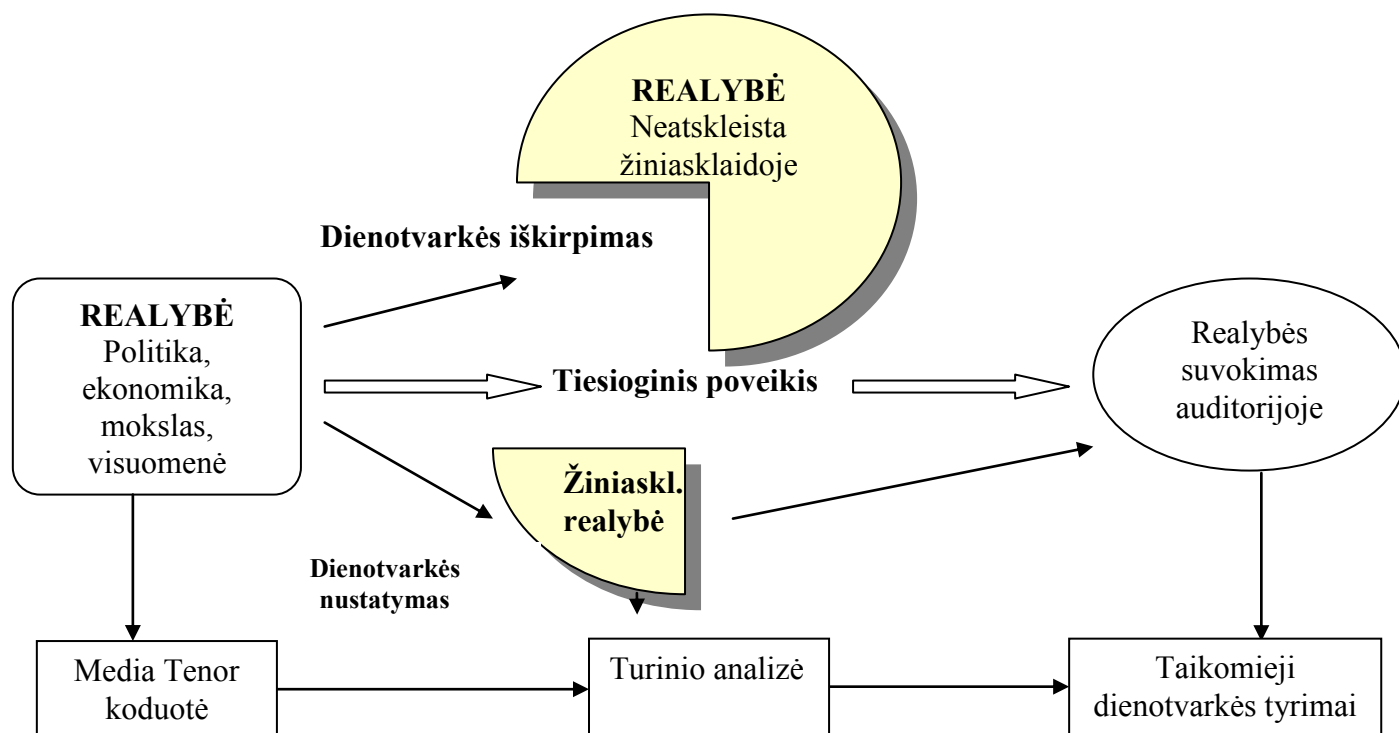 REALYBĖ
Neatskleista
žiniasklaidoje
Dienotvarkės iškirpimas
REALYBĖ
Politika,
ekonomika,
mokslas,
visuomenė
Tiesioginis poveikis
Realybės
suvokimas
auditorijoje
Žiniaskl.
realybė
Dienotvarkės
nustatymas
Media Tenor
koduotė
Turinio analizė
Taikomieji
dienotvarkės tyrimai